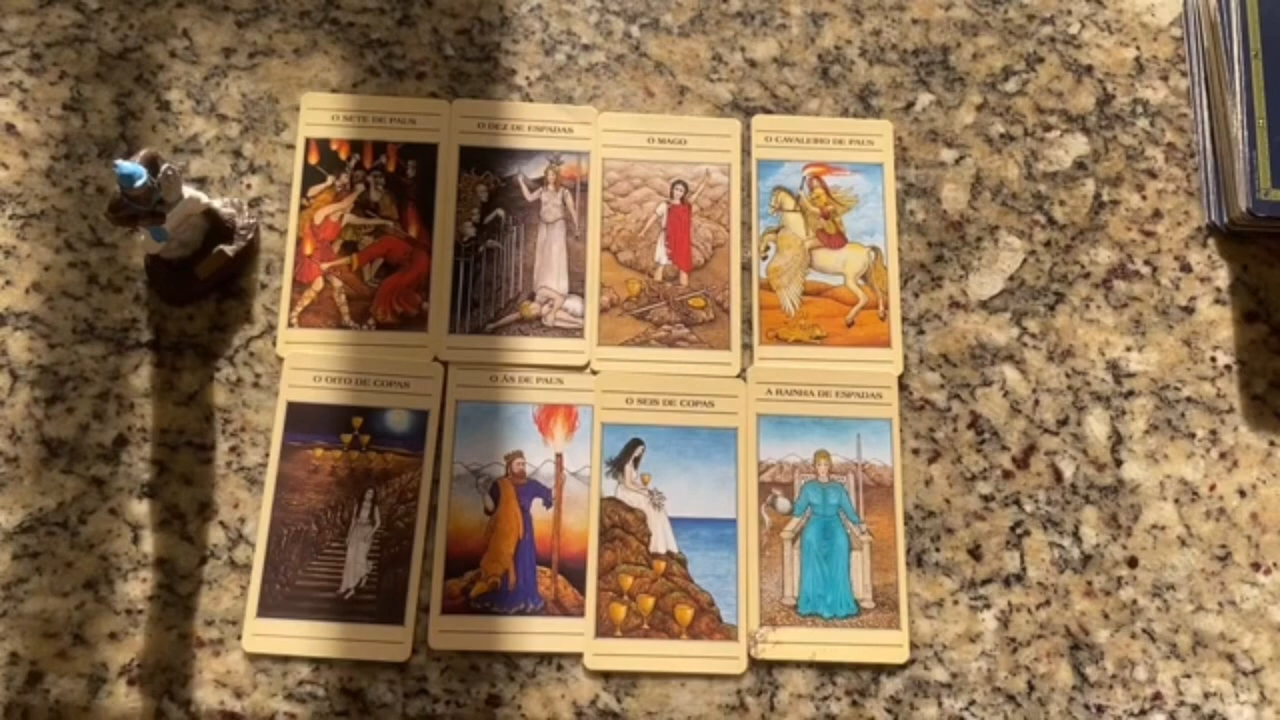 O SETE DE PAUS
O DEZ DE ESPADAS
O MAGO
O CAVALEIRO DE PAUS
O OITO DE COPAS
O ÁS DE PAUS
O SEIS DE COPAS
A RAINHA DE ESPADAS